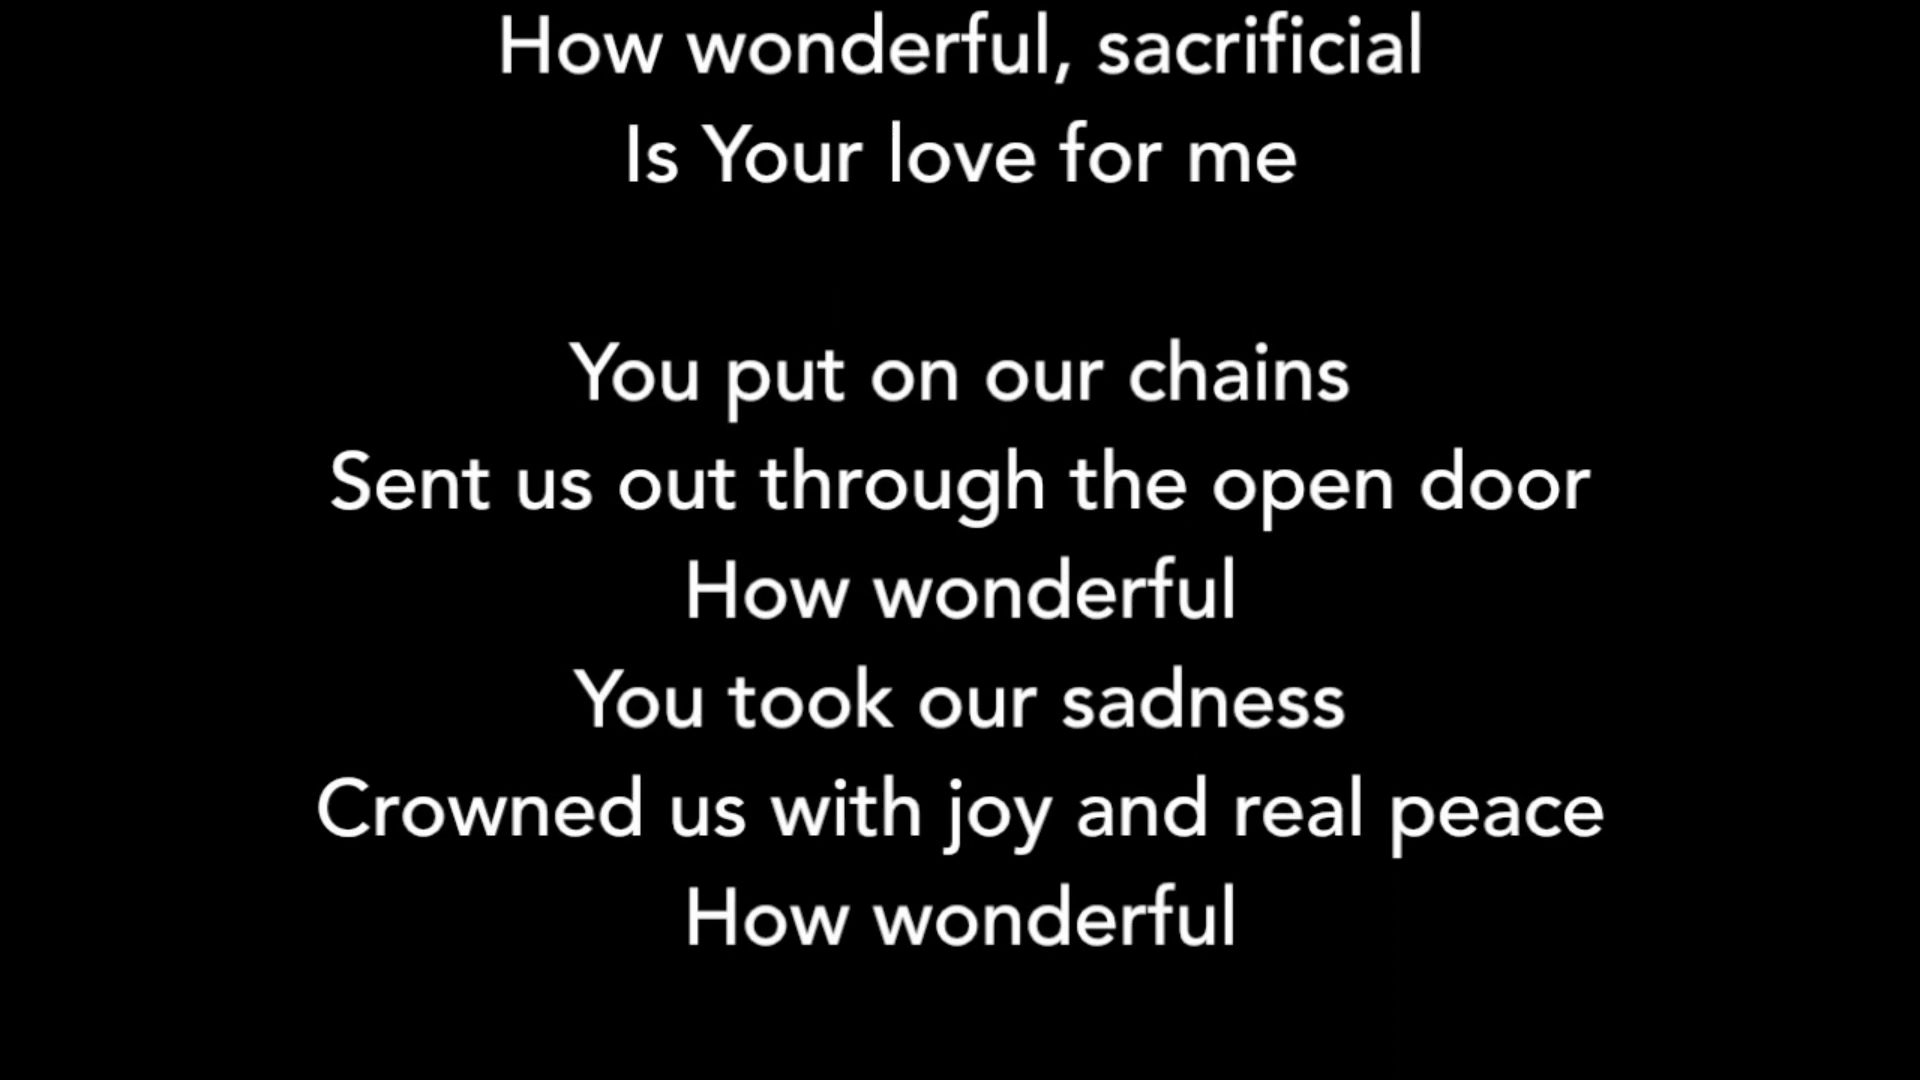 How wonderful, sacrificial
Is Your love for me
You put on our chains
Sent us out through the open door
How wonderful
You took our sadness
Crowned us with joy and real peace
How wonderful